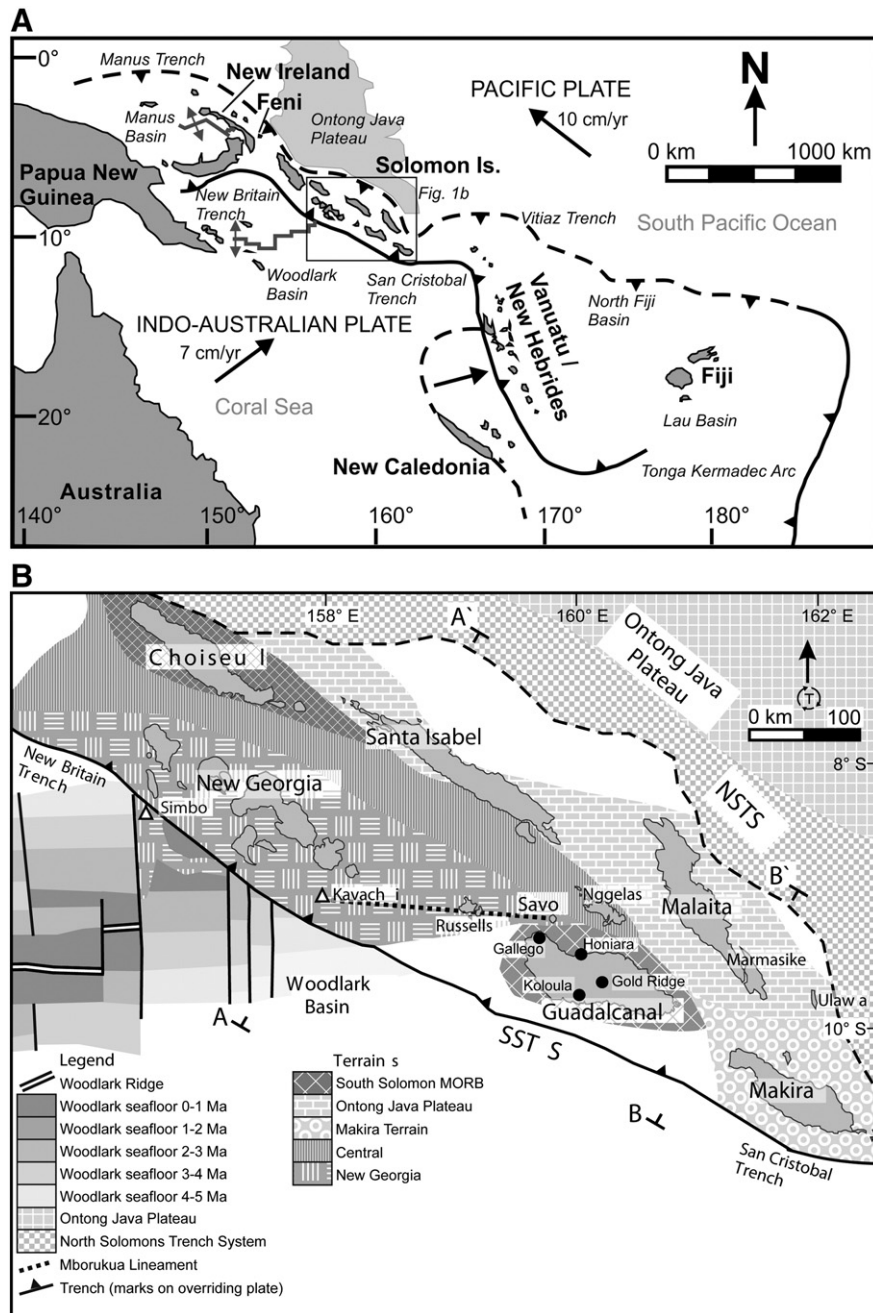 A
0°
Manus Trench
New Ireland
Feni
Manus
Basin
Ontong Java
Plateau
PACIFIC PLATE
10 cm/yr
N
0 km
1000 km
Papua New
Guinea
New Britain
Trench
Solomon Is.
Fig. 1b
Vitiaz Trench
South Pacific Ocean
10°
Woodlark
Basin
San Cristobal
Trench
INDO-AUSTRALIAN PLATE
7 cm/yr
Vanuatu /
New Hebrides
North Fiji
Basin
Fiji
Coral Sea
20°
Lau Basin
New Caledonia
Tonga Kermadec Arc
Australia
140°
150°
160°
170°
180°
B
158° E
A`
160° E
162° E
Ontong Java
Plateau
T
0 km
100
8° S
Choiseu l
Santa Isabel
New Britain
Trench
New Georgia
Simbo
NSTS
B`
Kavach i
Russells
Savo
Nggelas
Malaita
Gallego
Honiara
Marmasike
Gold Ridge
Koloula
Ulaw a
Guadalcanal
10° S
Woodlark
Basin
A
SST S
Makira
B
San Cristobal
Trench
Legend
Woodlark Ridge
Woodlark seafloor 0-1 Ma
Woodlark seafloor 1-2 Ma
Woodlark seafloor 2-3 Ma
Woodlark seafloor 3-4 Ma
Woodlark seafloor 4-5 Ma
Ontong Java Plateau
North Solomons Trench System
Mborukua Lineament
Trench (marks on overriding plate)
Terrain s
South Solomon MORB
Ontong Java Plateau
Makira Terrain
Central
New Georgia